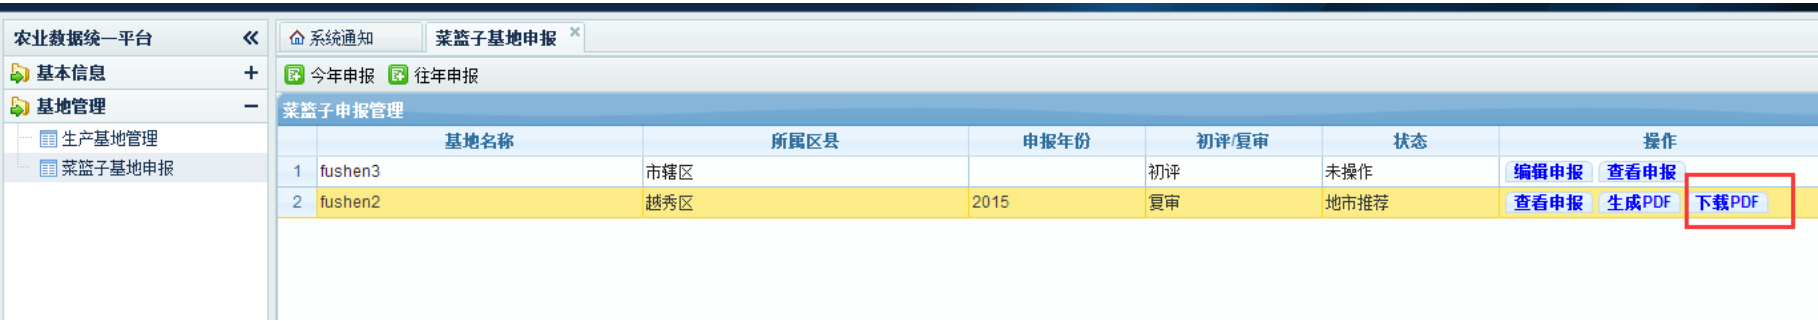 农业数据统一平台 «
系统通知 菜篮子基地申报 ×
基本信息 +
今年申报 往年申报
基地管理 −
菜篮子申报管理
生产基地管理
菜篮子基地申报
基地名称 所属区县 申报年份 初评/复审 状态 操作
1 fushen3 市辖区 初评 未操作 编辑申报 查看申报
2 fushen2 越秀区 2015 复审 地市推荐 查看申报 生成PDF 下载PDF